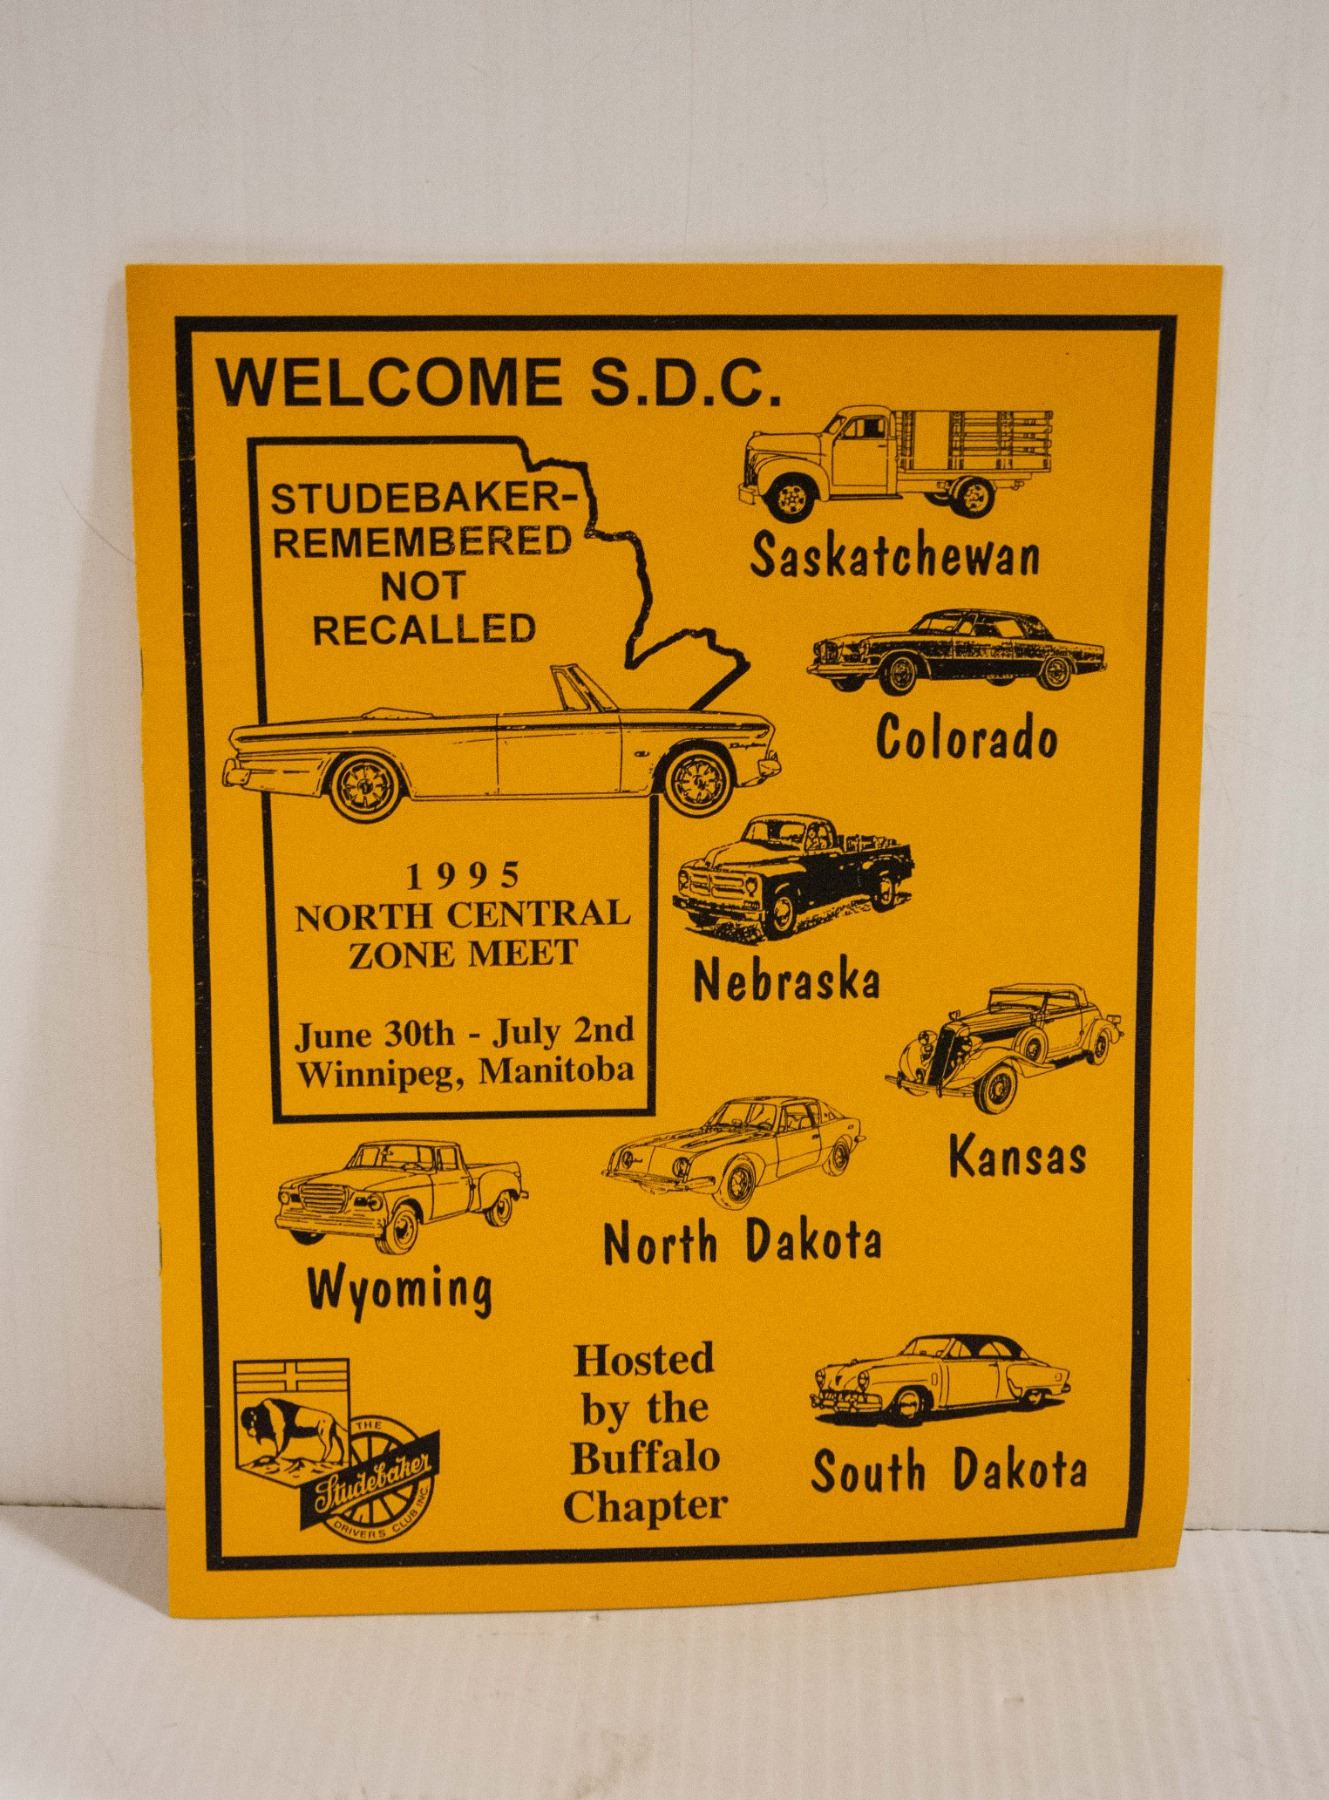 WELCOME S.D.C.
STUDEBAKER-
REMEMBERED
NOT
RECALLED
Saskatchewan
Colorado
Nebraska
1995
NORTH CENTRAL
ZONE MEET
June 30th - July 2nd
Winnipeg, Manitoba
Kansas
North Dakota
Wyoming
Hosted
by the
Buffalo
Chapter
South Dakota
THE
Studebaker
DRIVERS CLUB INC.